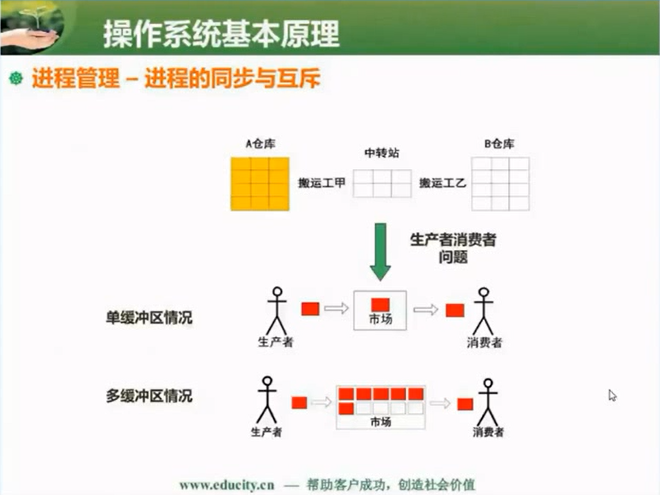 操作系统基本原理
进程管理 – 进程的同步与互斥
A仓库
中转站
B仓库
搬运工甲
搬运工乙
生产者消费者
问题
单缓冲区情况
市场
生产者
消费者
多缓冲区情况
市场
生产者
消费者
www.educity.cn — 帮助客户成功，创造社会价值